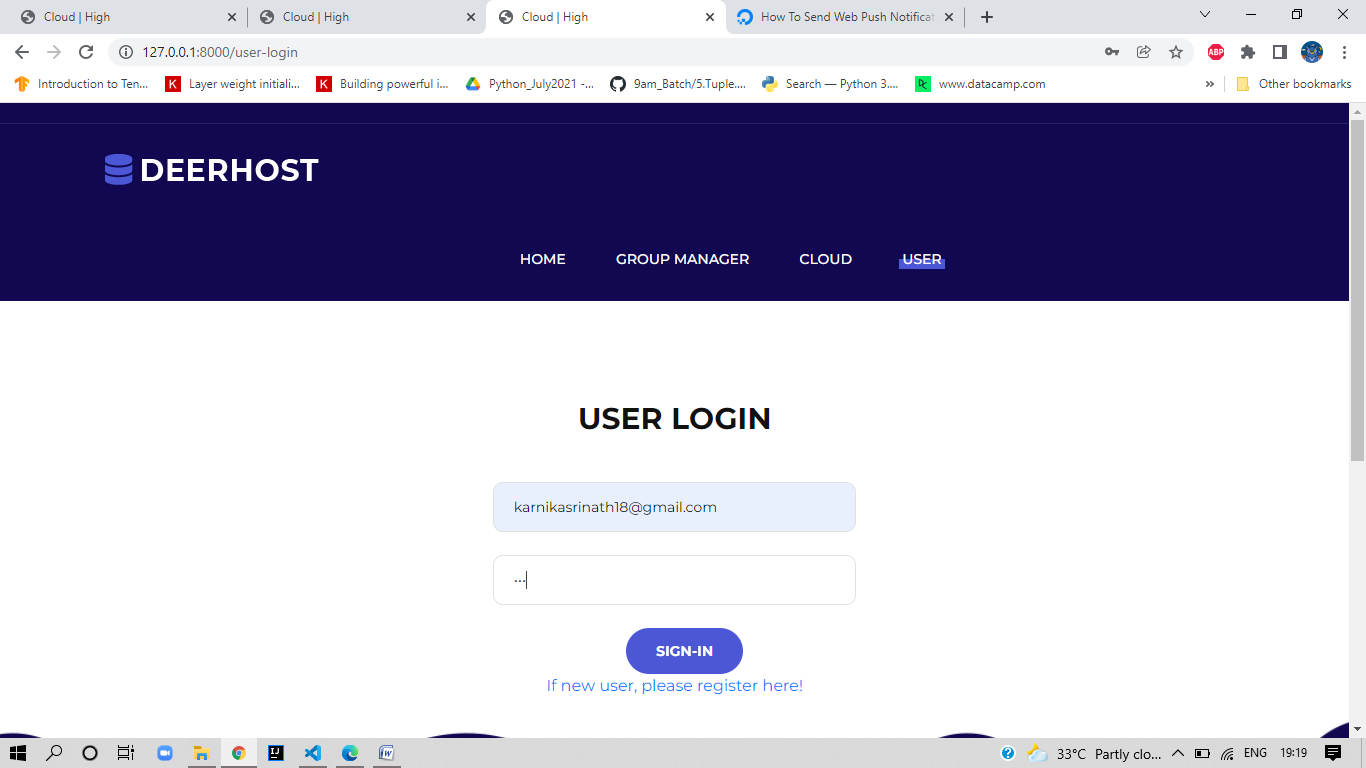 Cloud | High
Cloud | High
Cloud | High
How To Send Web Push Notificat
127.0.0.1:8000/user-login
ABP
Introduction to Ten...
K Layer weight initiali...
K Building powerful i...
Python_July2021 -...
9am_Batch/5.Tuple....
Search — Python 3....
DC www.datacamp.com
»
Other bookmarks
DEERHOST
HOME
GROUP MANAGER
CLOUD
USER
USER LOGIN
karnikasrinath18@gmail.com
...
SIGN-IN
If new user, please register here!
33°C Partly clo...
ENG
19:19